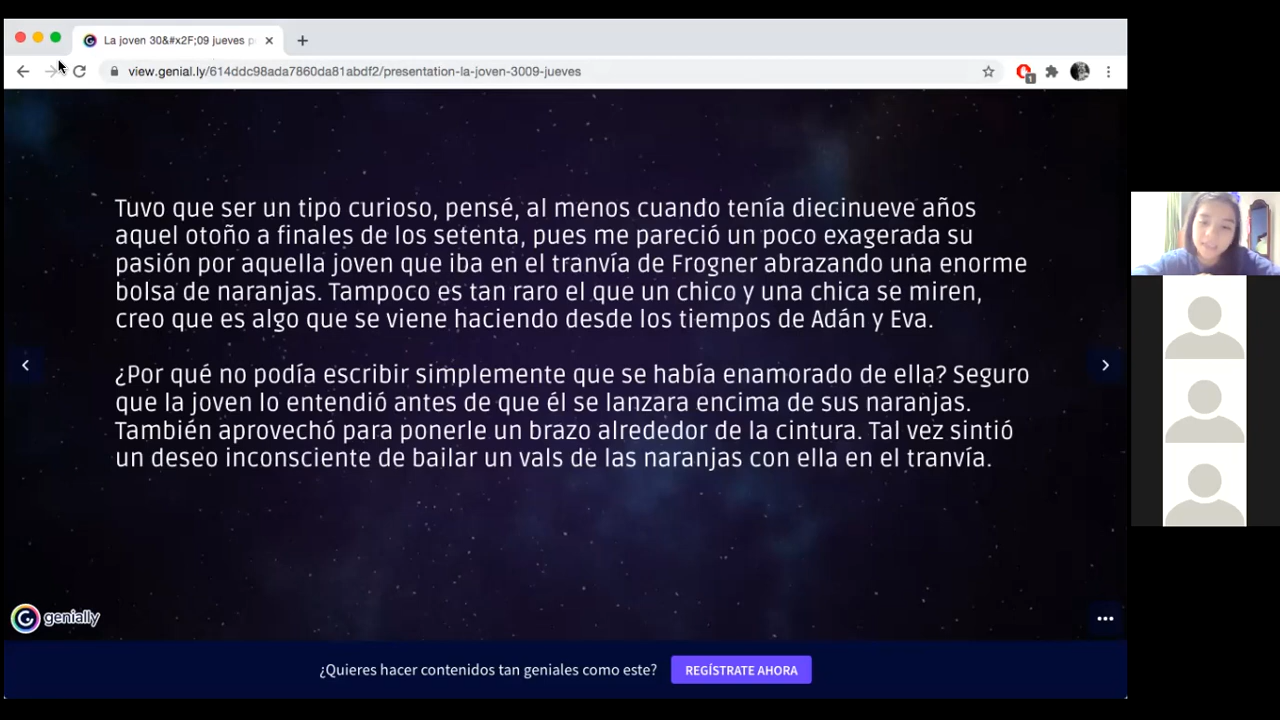 La joven 30&#x2F;09 jueves p
view.genial.ly/614ddc98ada7860da81abdf2/presentation-la-joven-3009-jueves
1
Tuvo que ser un tipo curioso, pensé, al menos cuando tenía diecinueve años
aquel otoño a finales de los setenta, pues me pareció un poco exagerada su
pasión por aquella joven que iba en el tranvía de Frogner abrazando una enorme
bolsa de naranjas. Tampoco es tan raro el que un chico y una chica se miren,
creo que es algo que se viene haciendo desde los tiempos de Adán y Eva.
¿Por qué no podía escribir simplemente que se había enamorado de ella? Seguro
que la joven lo entendió antes de que él se lanzara encima de sus naranjas.
También aprovechó para ponerle un brazo alrededor de la cintura. Tal vez sintió
un deseo inconsciente de bailar un vals de las naranjas con ella en el tranvía.
genially
¿Quieres hacer contenidos tan geniales como este?
REGÍSTRATE AHORA